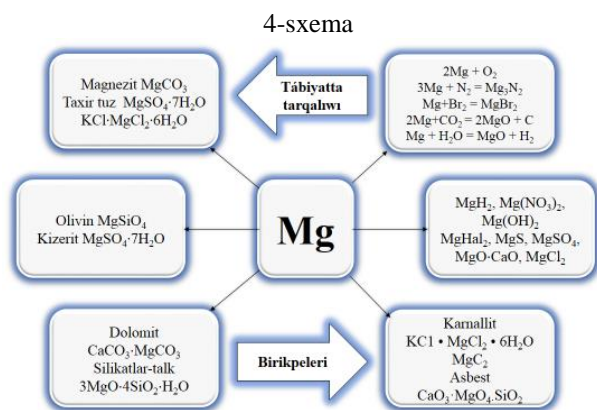 4-sxema
Magnezit MgCO₃
Taxir tuz MgSO₄·7H₂O
KCl·MgCl₂·6H₂O
Tábiyatta
tarqalıwı
2Mg + O₂
3Mg + N₂ = Mg₃N₂
Mg+Br₂ = MgBr₂
2Mg+CO₂ = 2MgO + C
Mg + H₂O = MgO + H₂
Olivin MgSiO₄
Kizerit MgSO₄·7H₂O
Mg
MgH₂, Mg(NO₃)₂,
Mg(OH)₂
MgHal₂, MgS, MgSO₄,
MgO·CaO, MgCl₂
Dolomit
CaCO₃·MgCO₃
Silikatlar-talk
3MgO·4SiO₂·H₂O
Birikpeleri
Karnallit
KC1 • MgCl₂ • 6H₂O
MgC₂
Asbest
CaO₃·MgO₄.SiO₂